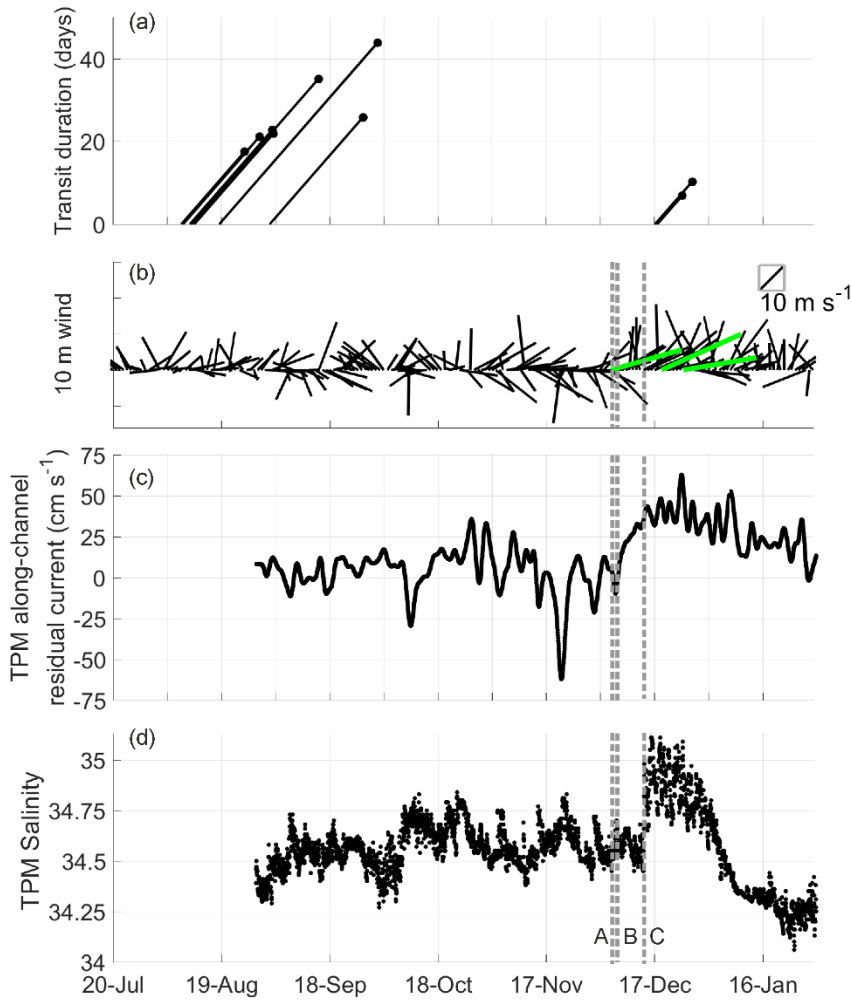 (a)
Transit duration (days)
40
20
0
(b)
10 m wind
10 m s⁻¹
(c)
TPM along-channel
residual current (cm s⁻¹)
75
50
25
0
-25
-50
-75
(d)
TPM Salinity
35
34.75
34.5
34.25
34
A B C
20-Jul 19-Aug 18-Sep 18-Oct 17-Nov 17-Dec 16-Jan